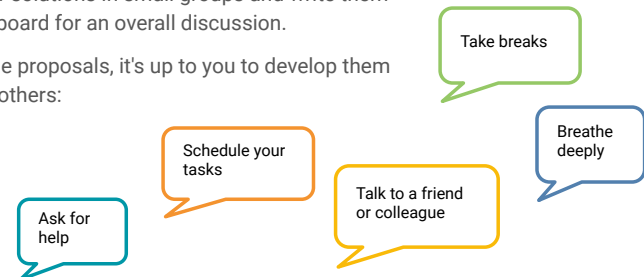 solutions in small groups and write them
board for an overall discussion.
e proposals, it's up to you to develop them
others:
Take breaks
Breathe
deeply
Schedule your
tasks
Talk to a friend
or colleague
Ask for
help